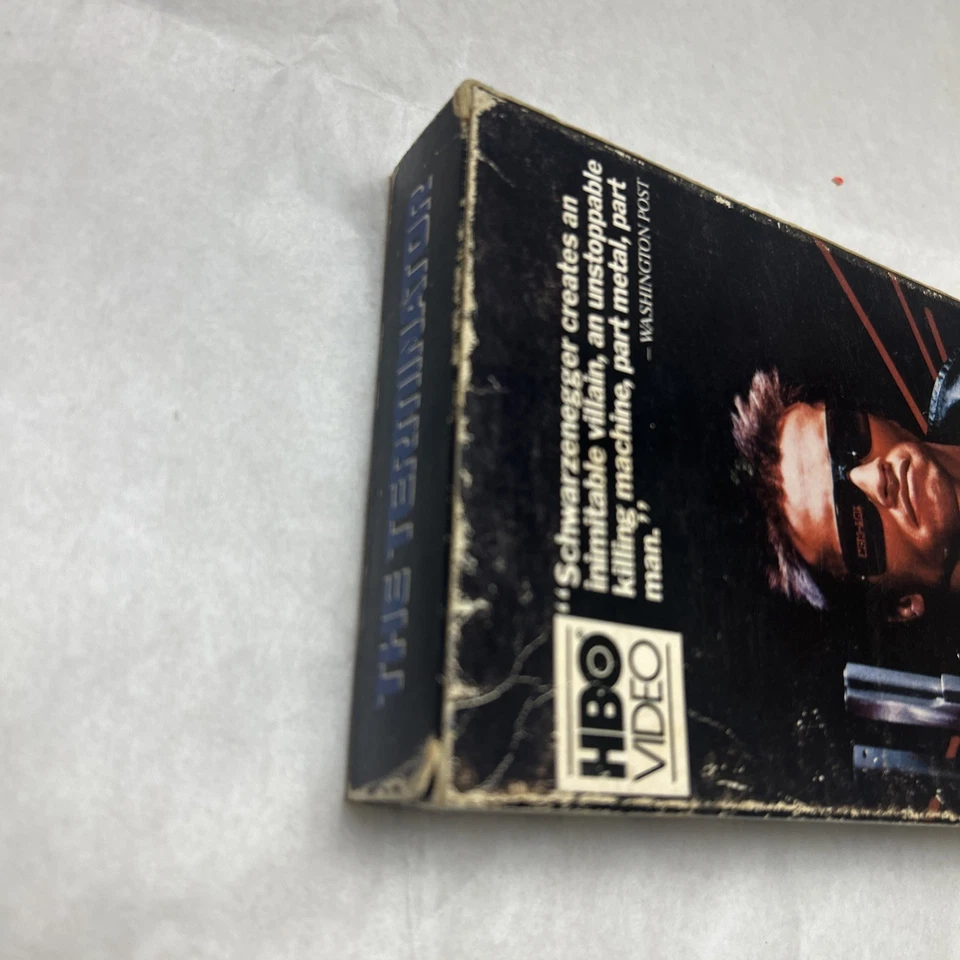 THE TERMINATOR
“Schwarzenegger creates an
inimitable villain, an unstoppable
killing machine, part metal, part
man.”
– WASHINGTON POST
HBO®
VIDEO